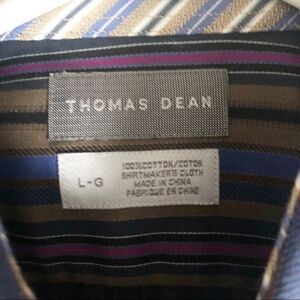 THOMAS DEAN
L-G
100%COTTON/COTON
SHIRTMAKER'S CLOTH
MADE IN CHINA
FABRIQUE EN CHINE